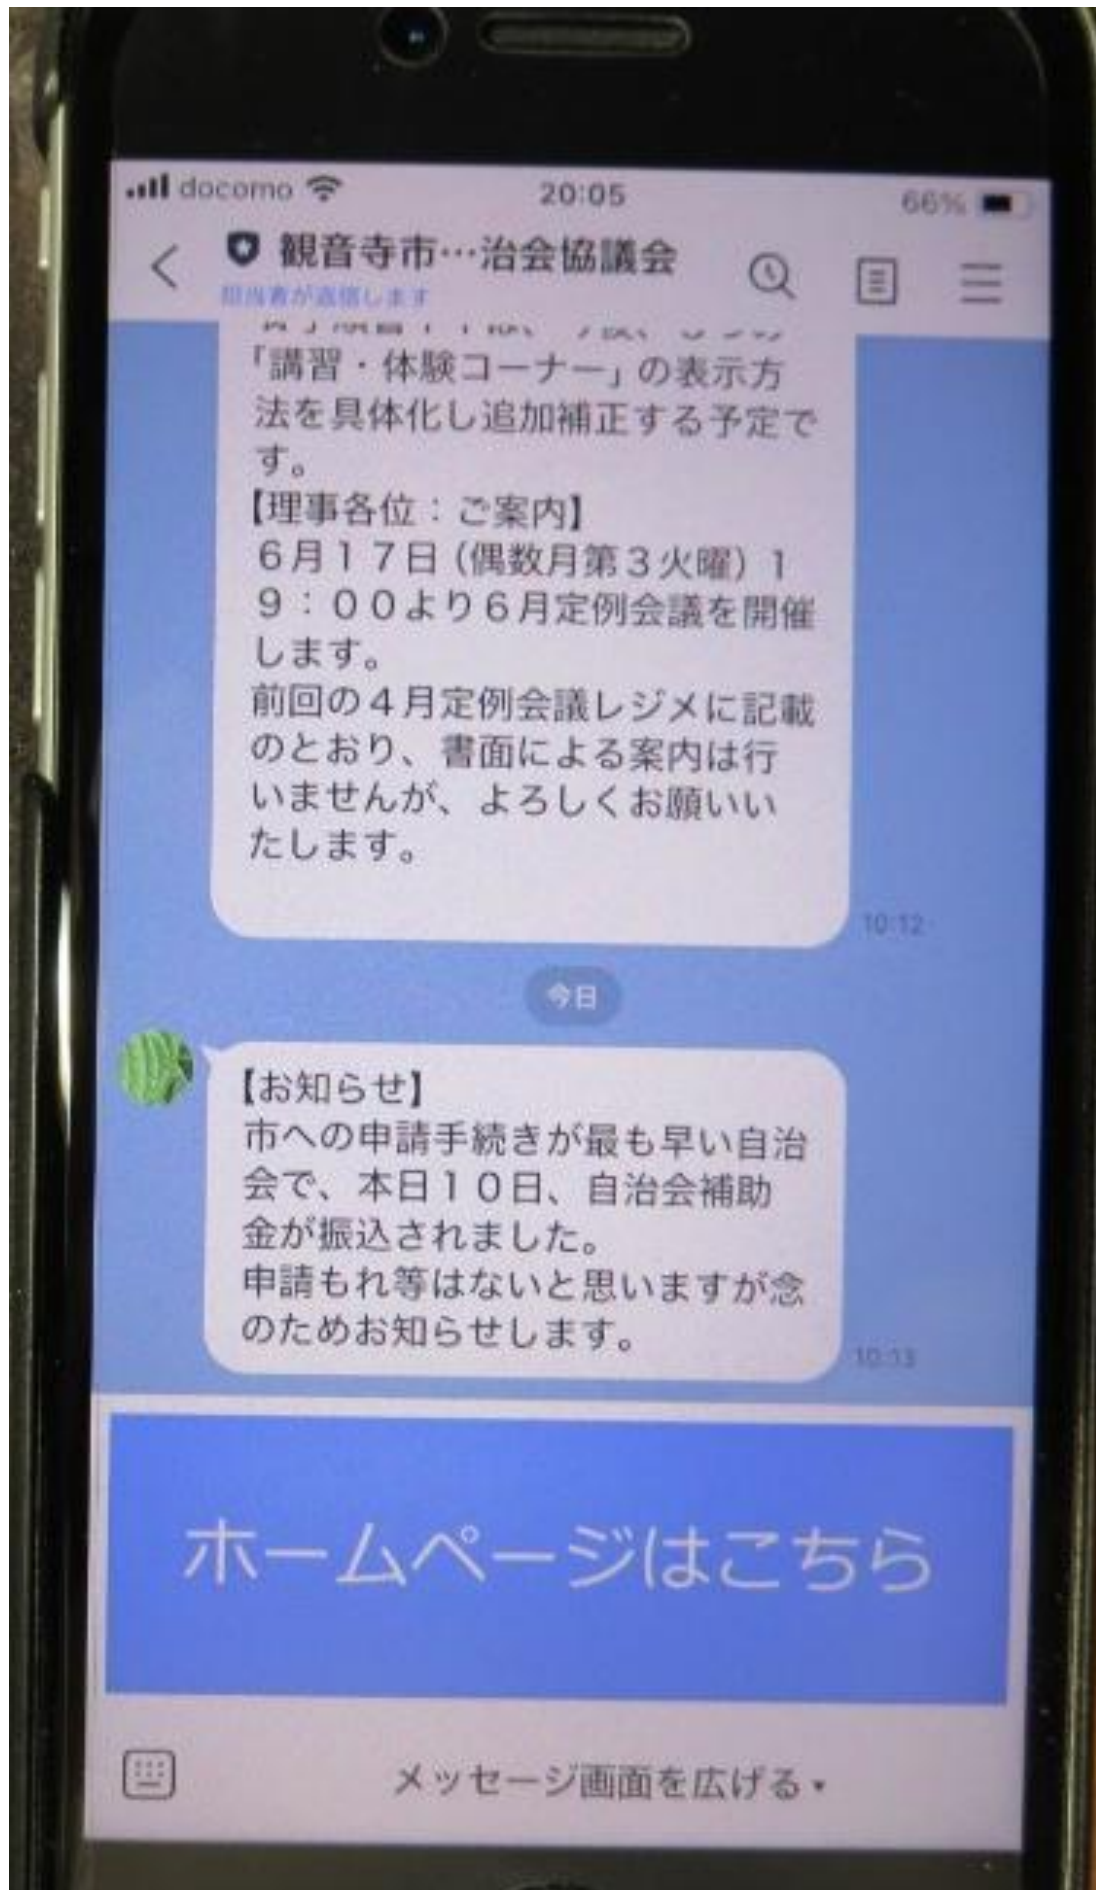 docomo
20:05
66%
観音寺市…治会協議会
担当者が返信します
「講習・体験コーナー」の表示方
法を具体化し追加補正する予定で
す。
【理事各位：ご案内】
６月１７日（偶数月第３火曜）１
９：００より６月定例会議を開催
します。
前回の４月定例会議レジメに記載
のとおり、書面による案内は行
いませんが、よろしくお願いい
たします。
10:12
今日
【お知らせ】
市への申請手続きが最も早い自治
会で、本日１０日、自治会補助
金が振込されました。
申請もれ等はないと思いますが念
のためお知らせします。
10:13
ホームページはこちら
メッセージ画面を広げる▼